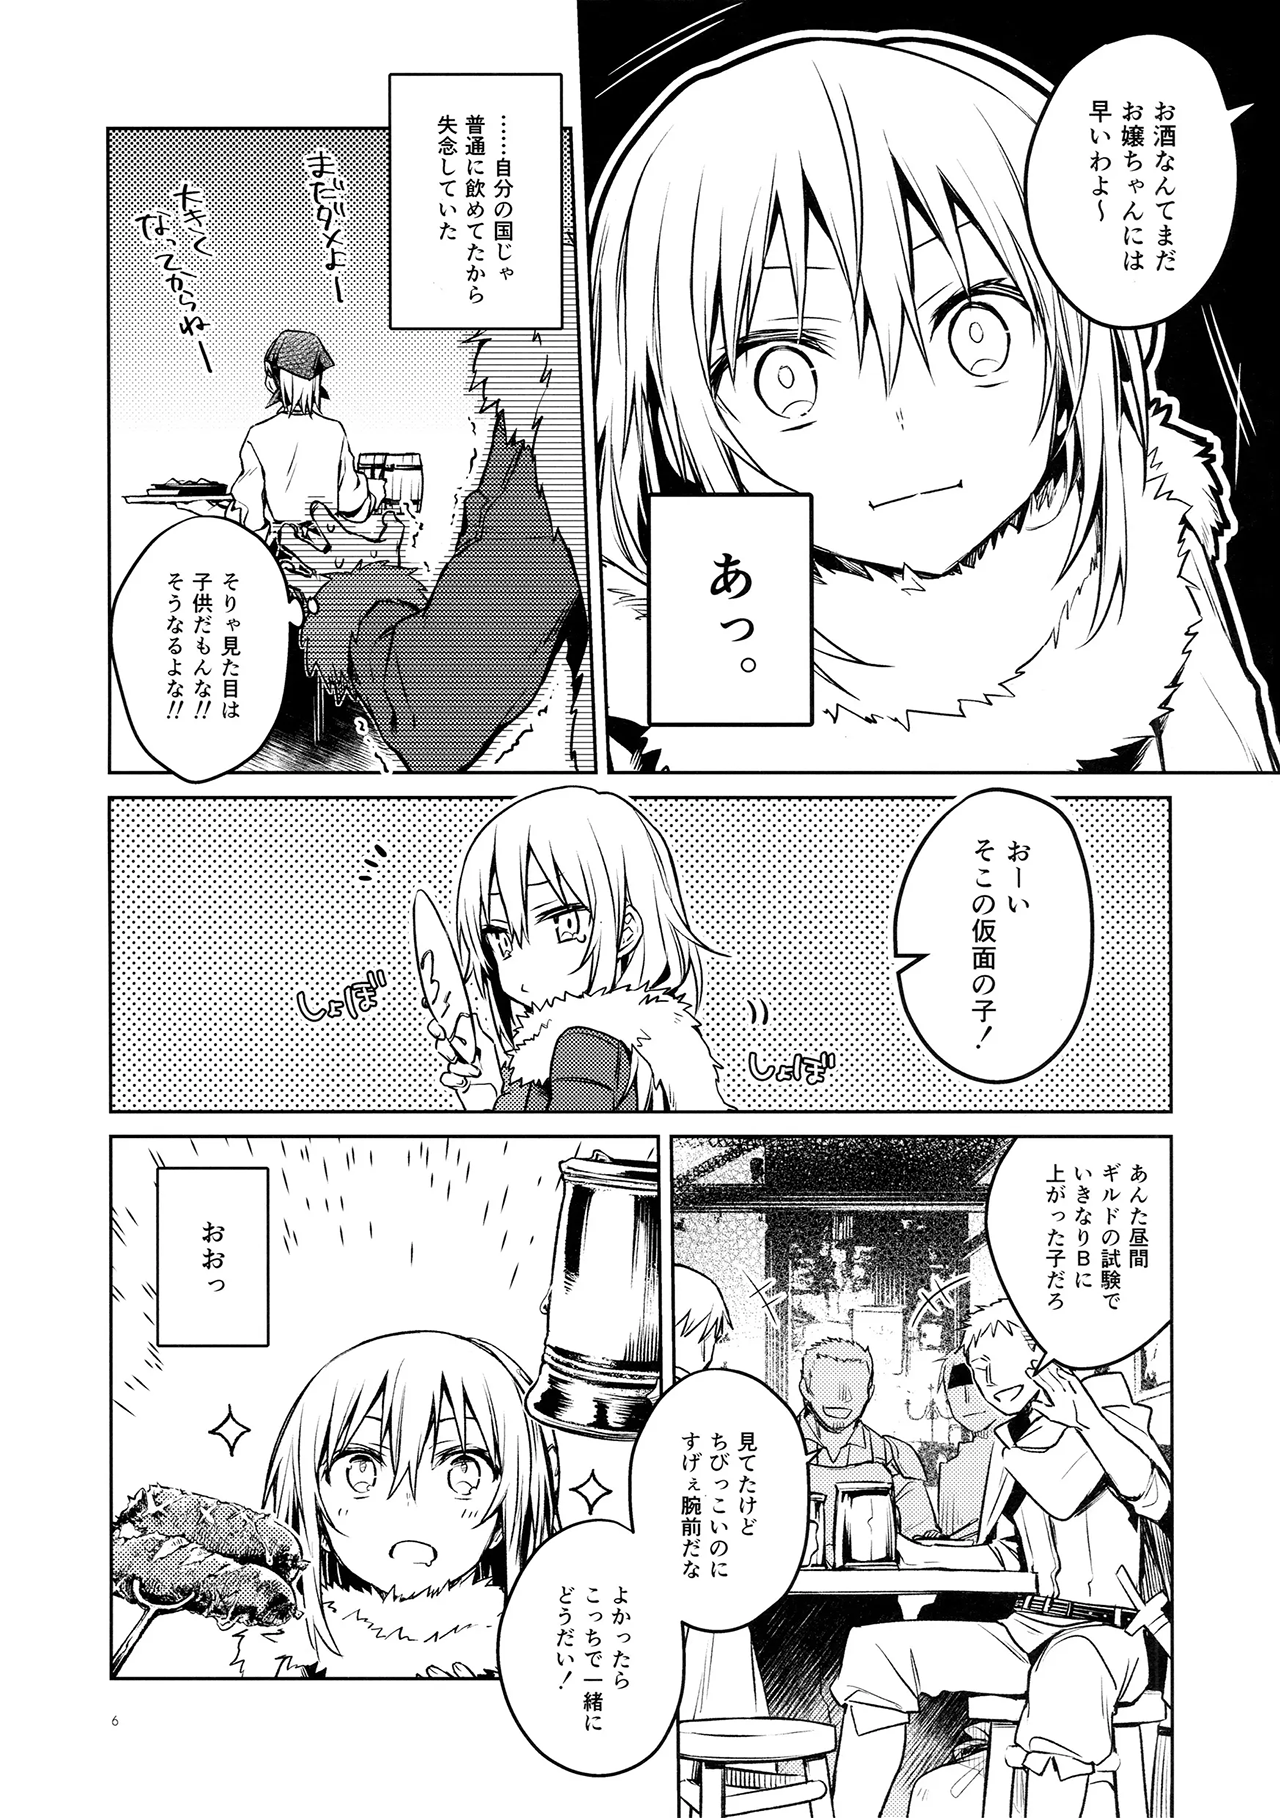 お酒なんてまだ
お嬢ちゃんには
早いわよ～
あっ。
……自分の国じゃ
普通に飲めてたから
失念していた
まだダメよー
大きく
なってからねー
そりゃ見た目は
子供だもんな!!
そうなるよな!!
おーい
そこの仮面の子！
しょぼ
しょぼ
あんた昼間
ギルドの試験で
いきなりBに
上がった子だろ
見てたけど
ちびっこいのに
すげぇ腕前だな
よかったら
こっちで一緒に
どうだい！
おおっ
6